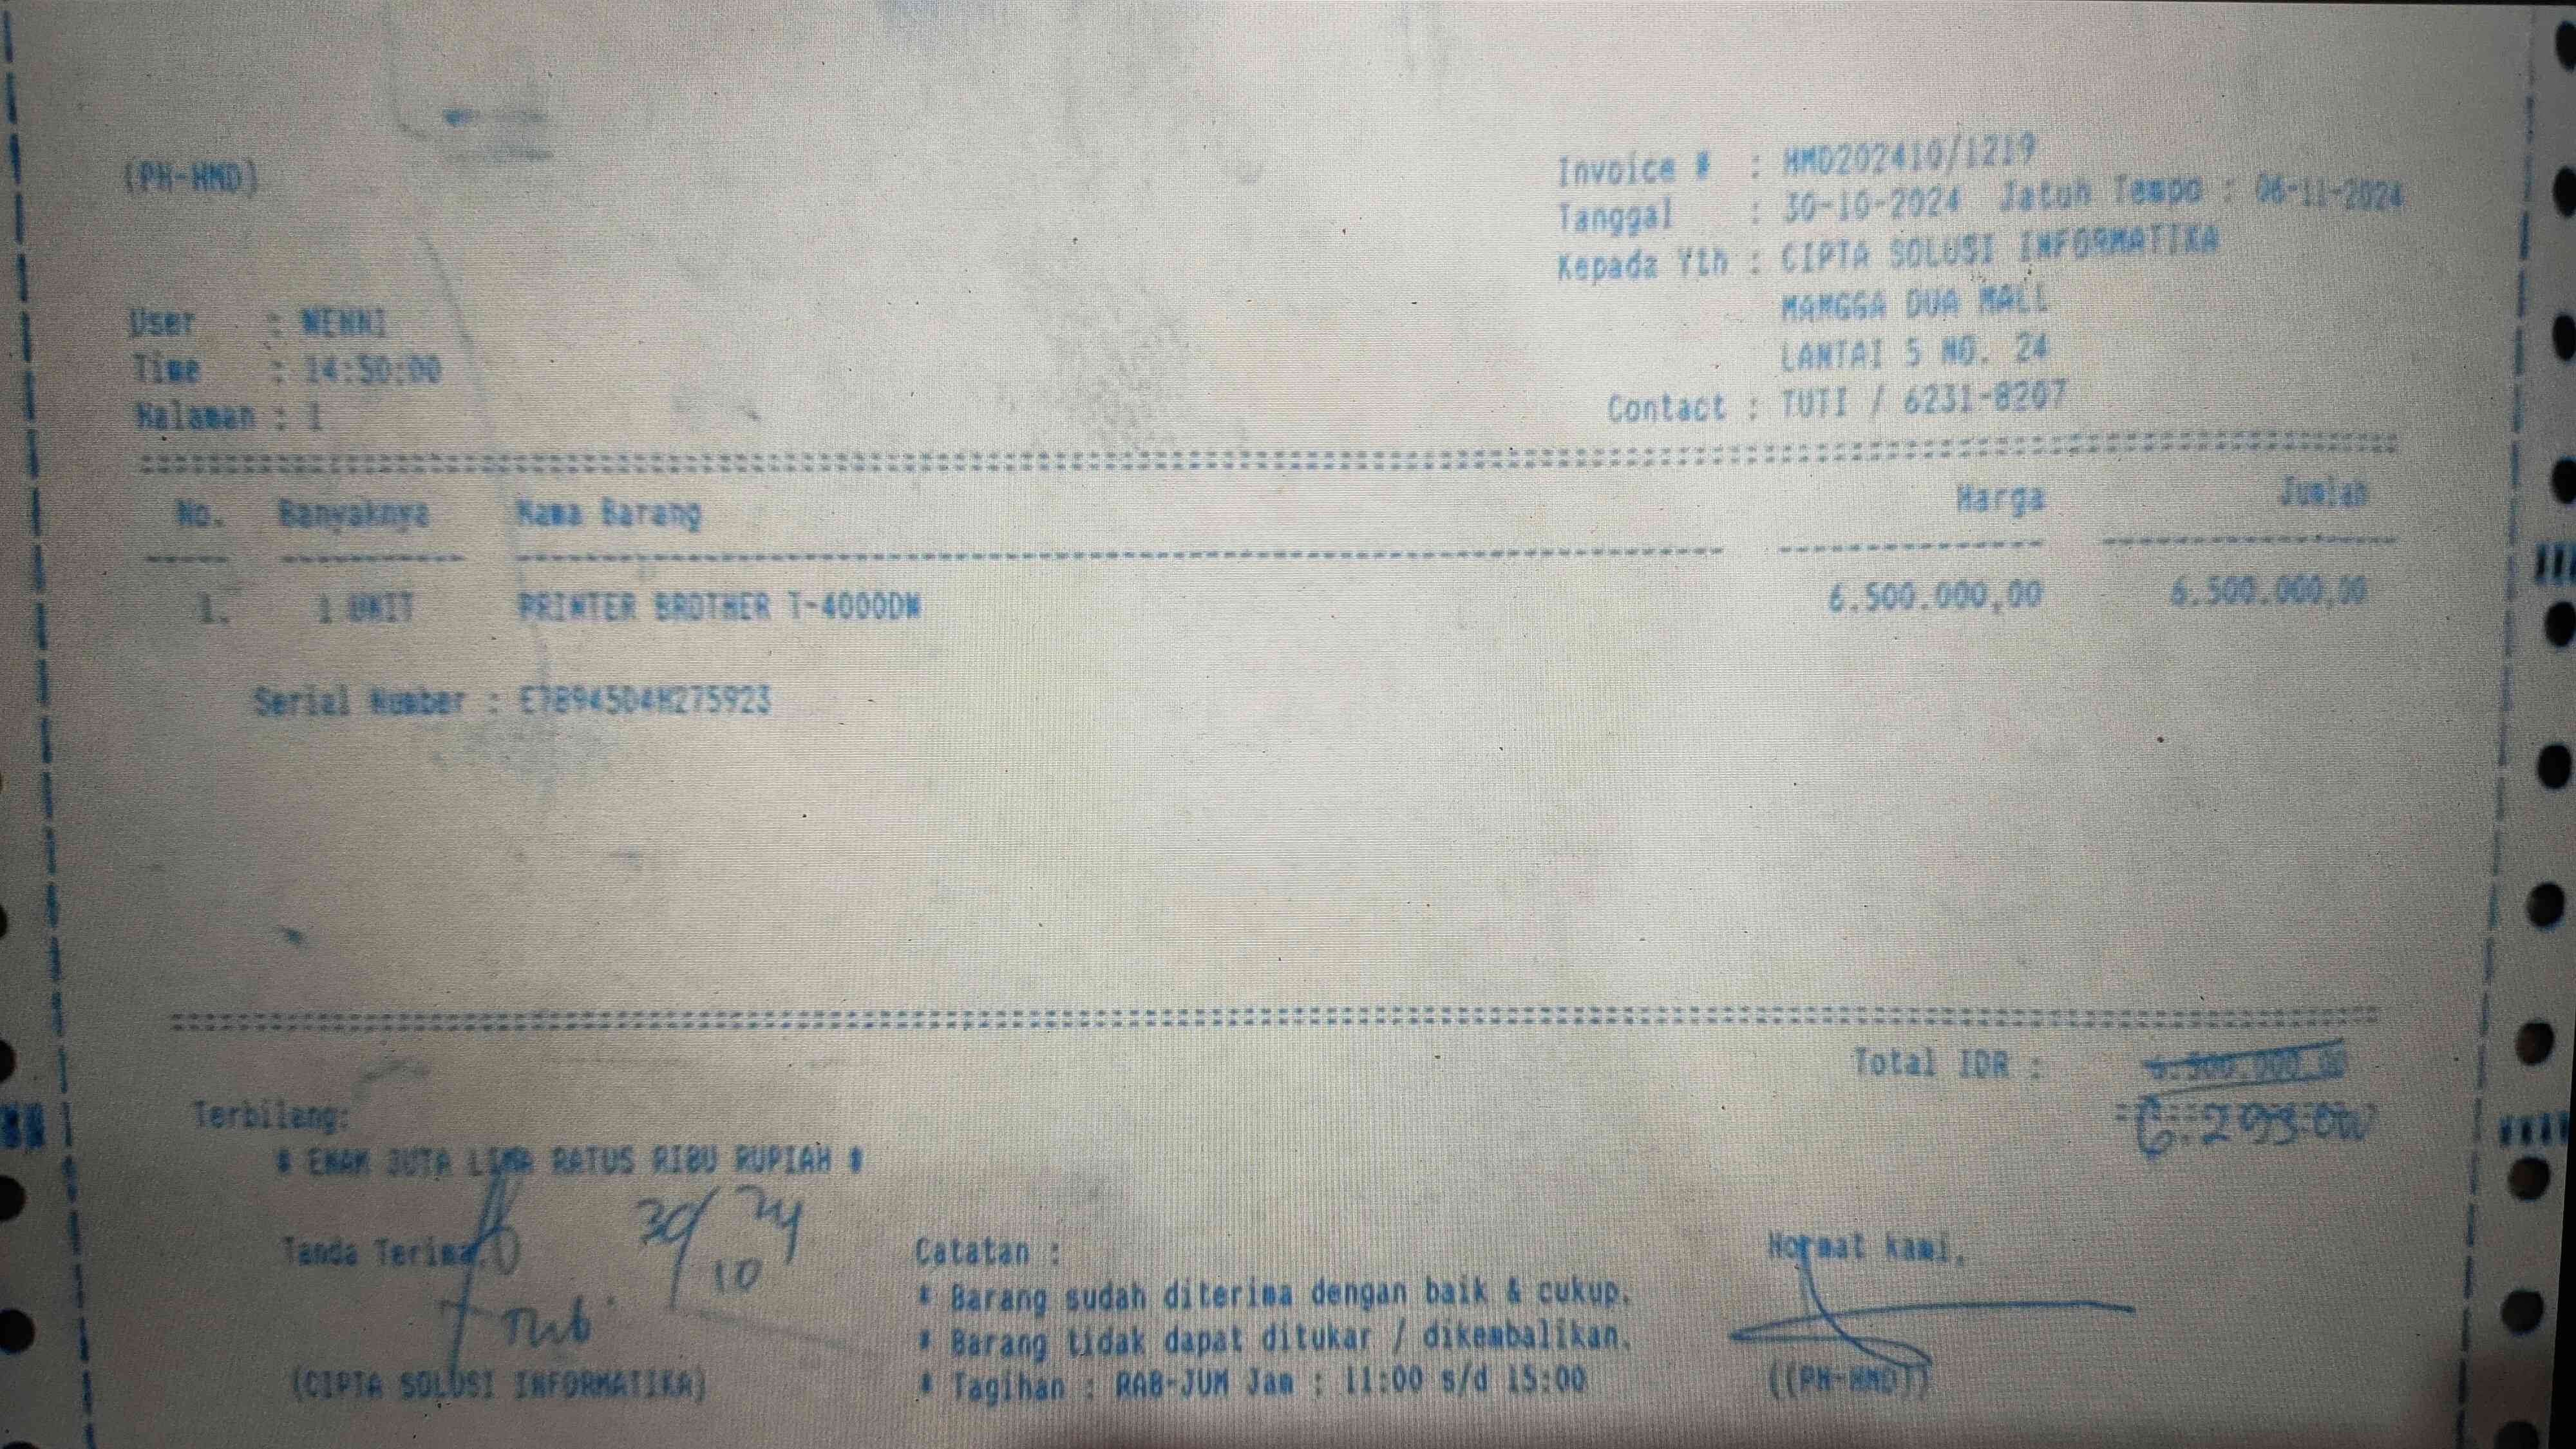 (PH-HMD)
Invoice # : HMD202410/1219
Tanggal : 30-10-2024 Jatuh Tempo : 06-11-2024
Kepada Yth : CIPTA SOLUSI INFORMATIKA
MANGGA DUA MALL
LANTAI 5 NO. 24
Contact : TUTI / 6231-8207
User : WENNI
Time : 14:50:00
Halaman : 1
No. Banyaknya Nama Barang Harga Jumlah
1. 1 UNIT PRINTER BROTHER T-4000DW 6.500.000,00 6.500.000,00
Serial Number : E78945D4H275923
Total IDR : 6.500.000,00
6.293.000
Terbilang:
# ENAM JUTA LIMA RATUS RIBU RUPIAH #
30/10 24
Tanda Terima,
Tuti
(CIPTA SOLUSI INFORMATIKA)
Catatan :
* Barang sudah diterima dengan baik & cukup.
* Barang tidak dapat ditukar / dikembalikan.
* Tagihan : RAB-JUM Jam : 11:00 s/d 15:00
Hormat kami,
((PH-HMD))